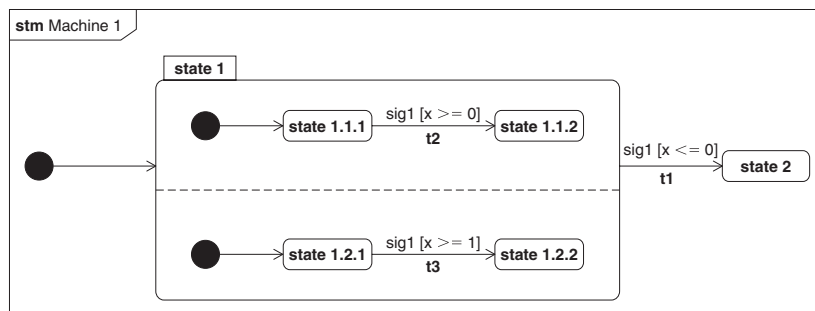 stm Machine 1
state 1
state 1.1.1
sig1 [x >= 0]
t2
state 1.1.2
sig1 [x <= 0]
t1
state 2
state 1.2.1
sig1 [x >= 1]
t3
state 1.2.2